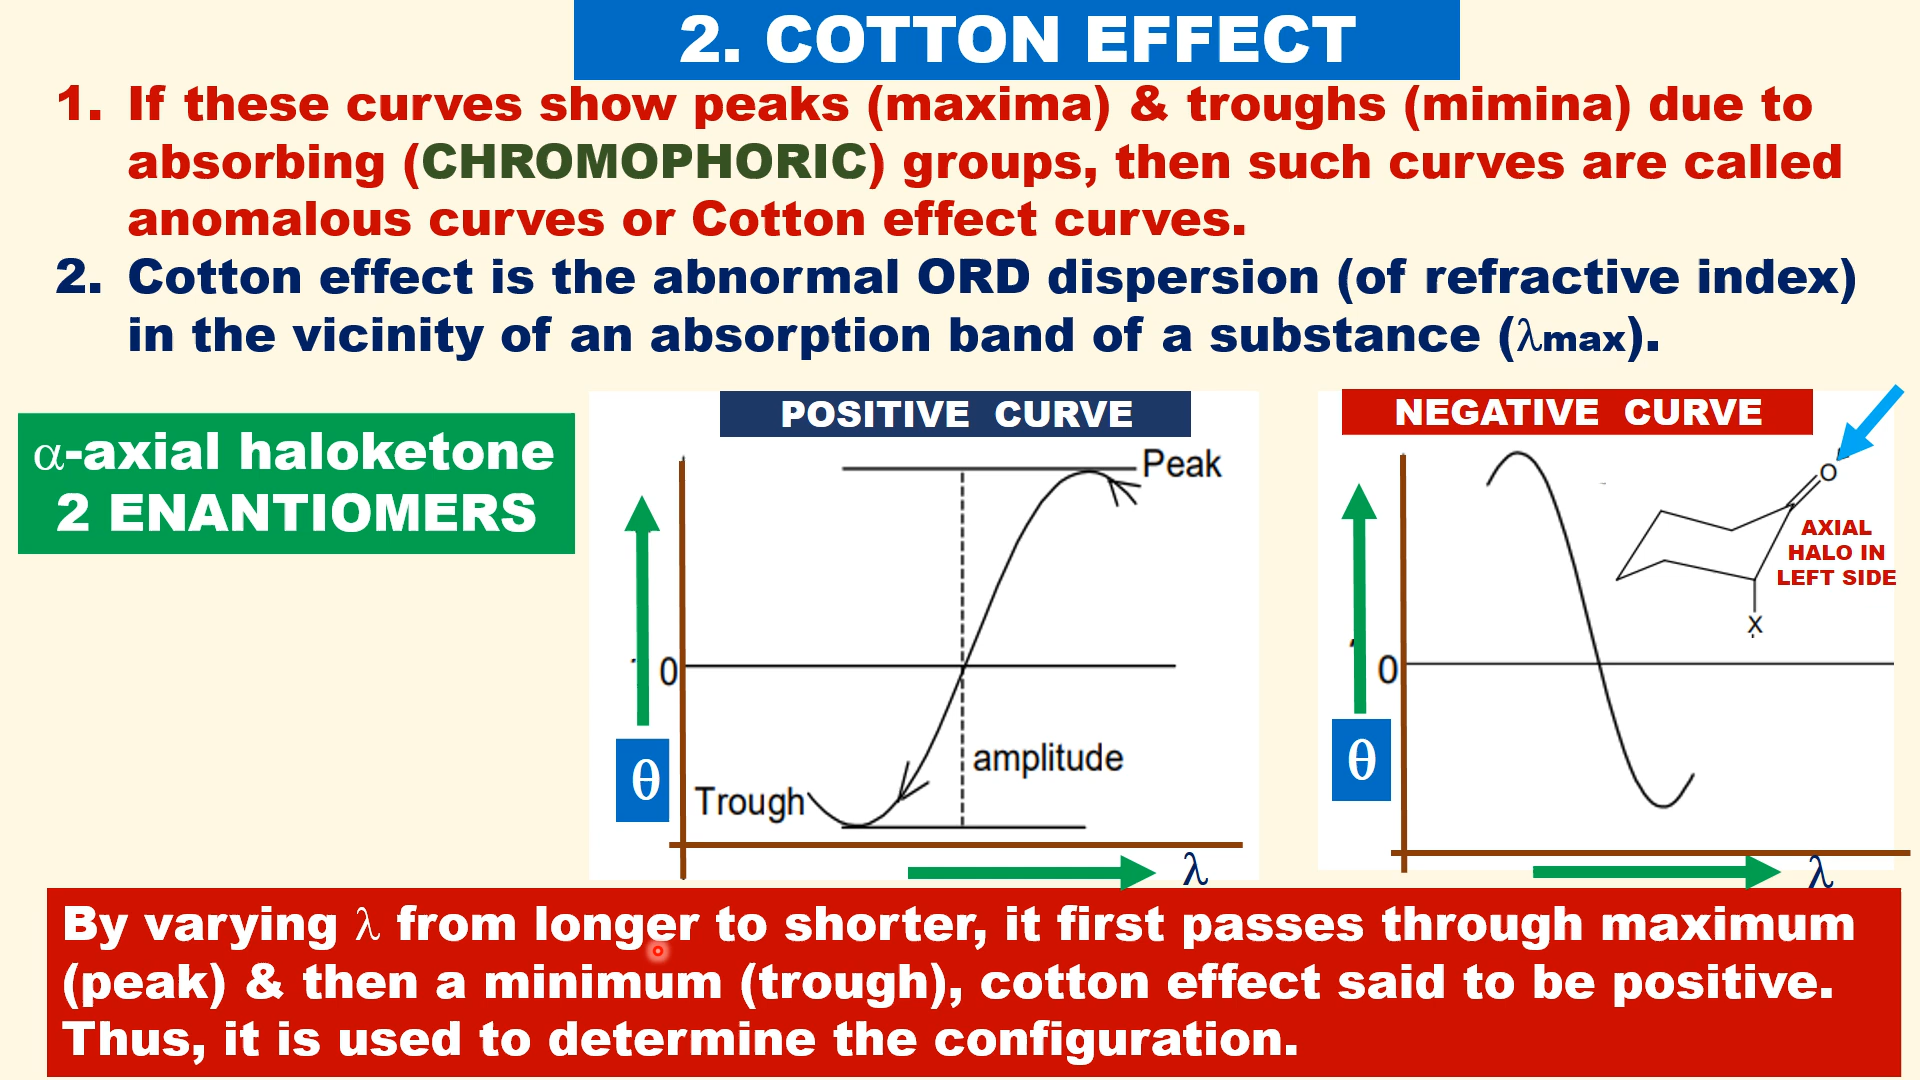 2. COTTON EFFECT
1. If these curves show peaks (maxima) & troughs (mimina) due to
absorbing (CHROMOPHORIC) groups, then such curves are called
anomalous curves or Cotton effect curves.
2. Cotton effect is the abnormal ORD dispersion (of refractive index)
in the vicinity of an absorption band of a substance (λmax).
α-axial haloketone
2 ENANTIOMERS
POSITIVE CURVE
Peak
0
amplitude
θ
Trough
λ
NEGATIVE CURVE
O
AXIAL
HALO IN
LEFT SIDE
X
0
θ
λ
By varying λ from longer to shorter, it first passes through maximum
(peak) & then a minimum (trough), cotton effect said to be positive.
Thus, it is used to determine the configuration.